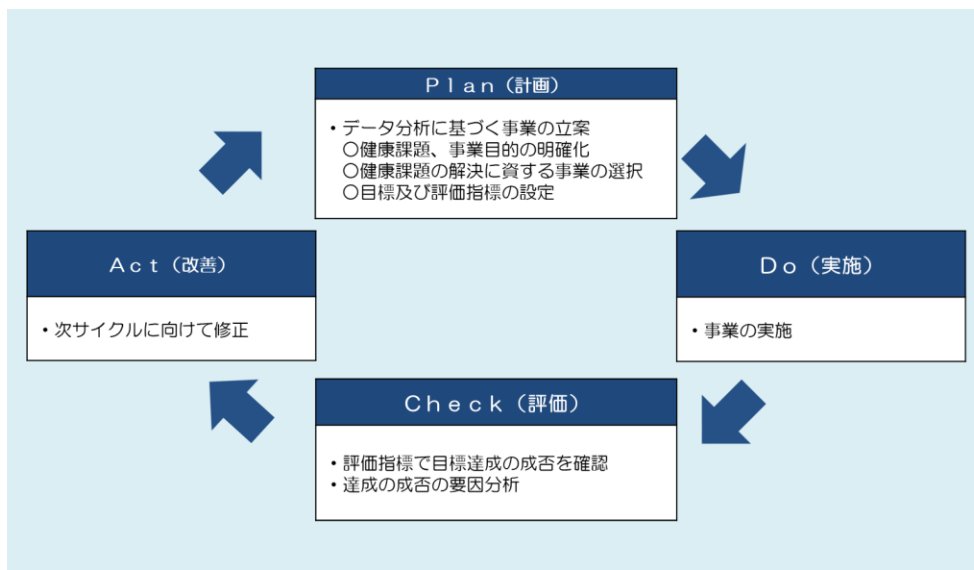 Ｐｌａｎ（計画）
・データ分析に基づく事業の立案
〇健康課題、事業目的の明確化
〇健康課題の解決に資する事業の選択
〇目標及び評価指標の設定
Ｄｏ（実施）
・事業の実施
Ｃｈｅｃｋ（評価）
・評価指標で目標達成の成否を確認
・達成の成否の要因分析
Ａｃｔ（改善）
・次サイクルに向けて修正